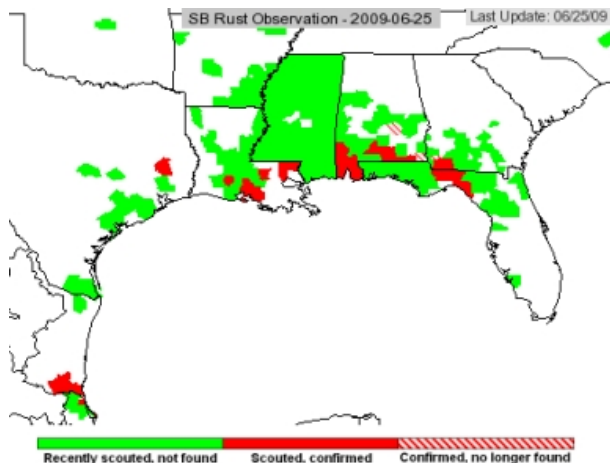 SB Rust Observation - 2009-06-25
Last Update: 06/25/09
Recently scouted, not found
Scouted, confirmed
Confirmed, no longer found